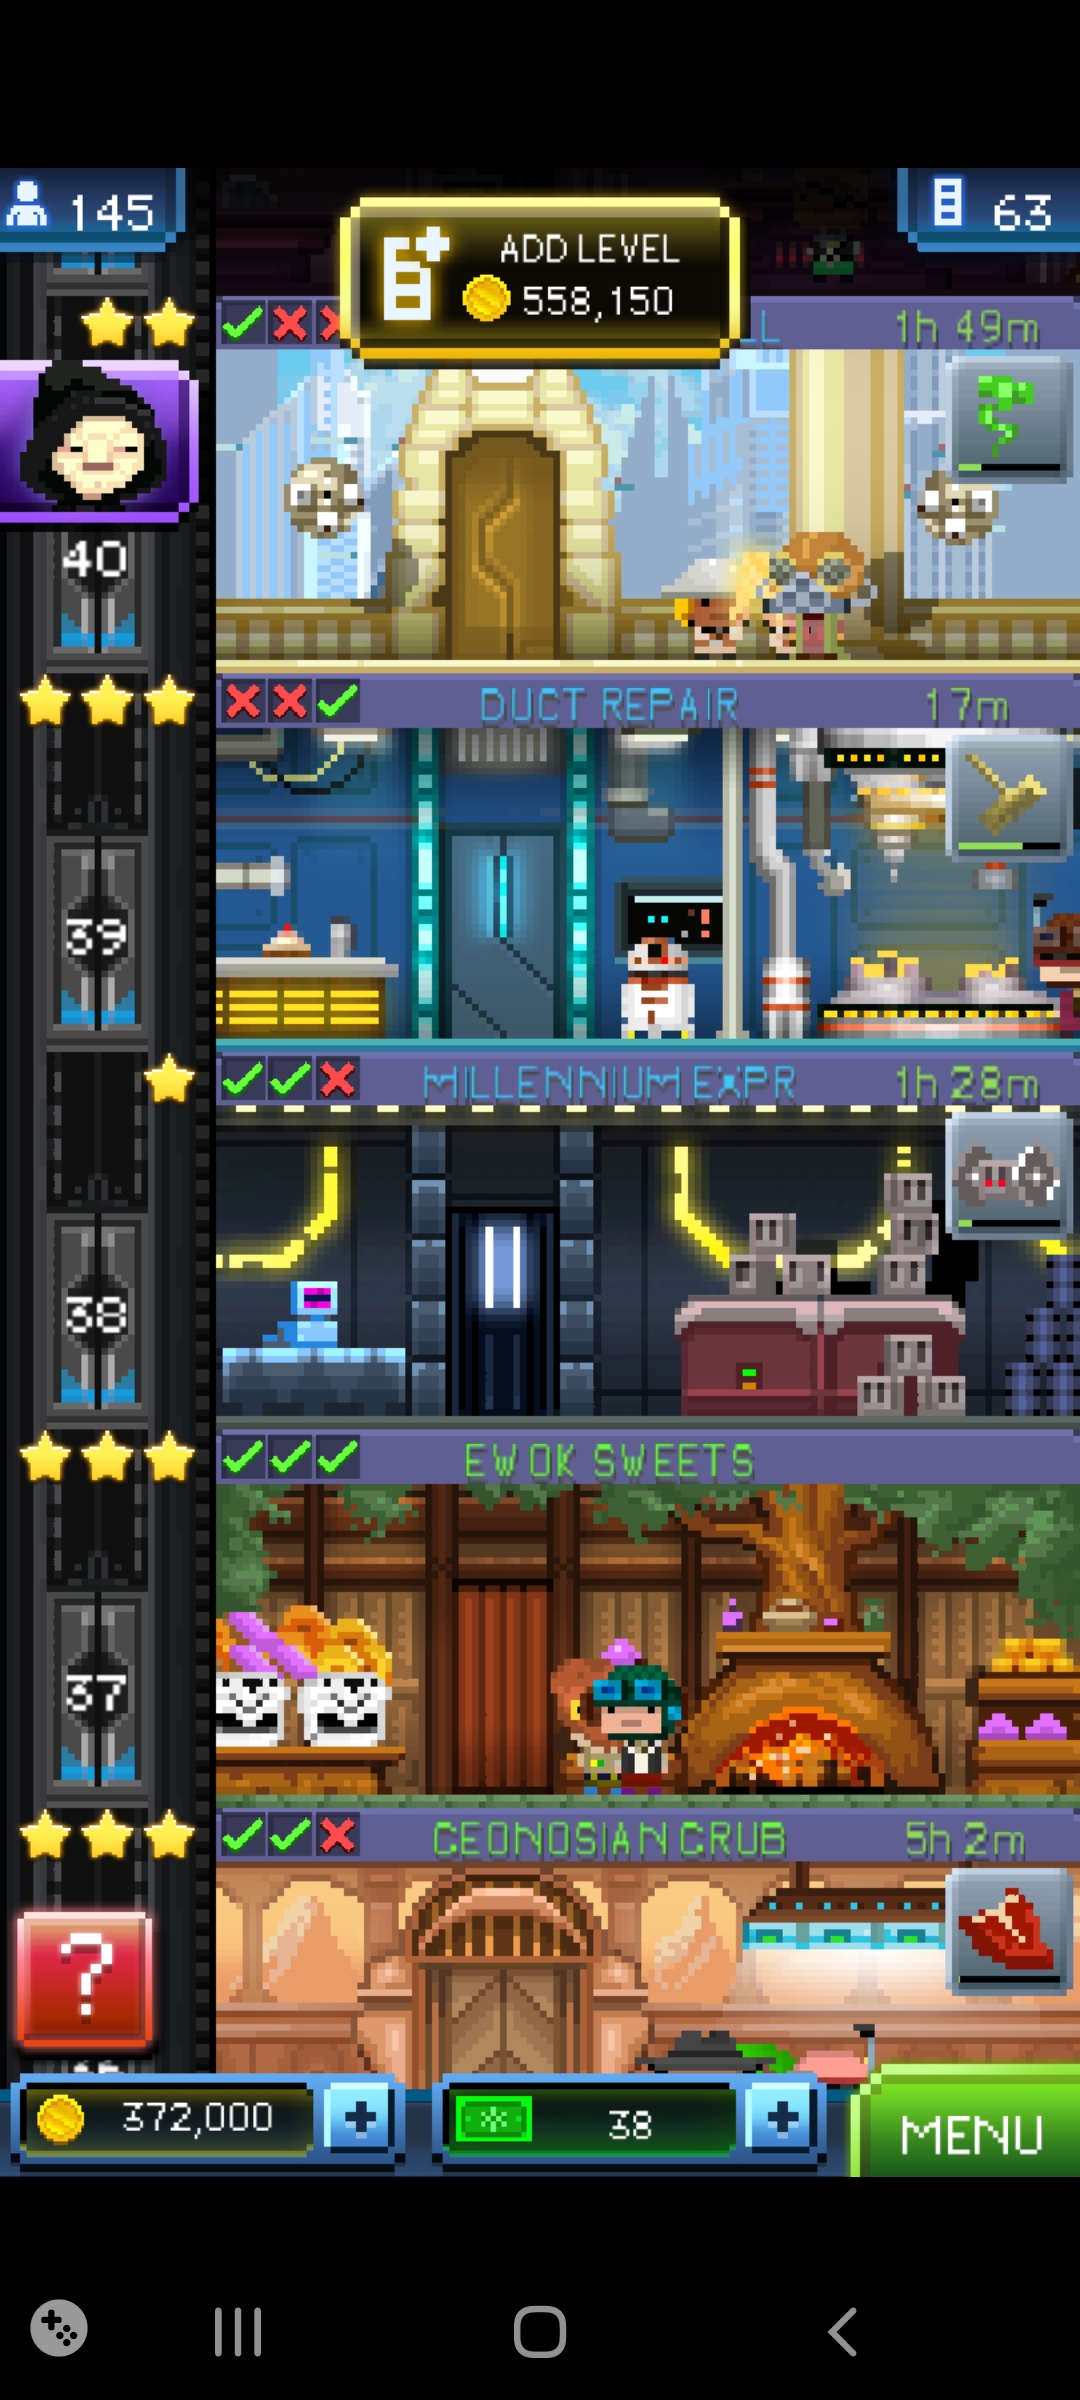 145
ADD LEVEL
558,150
63
LL 1h 49m
40
DUCT REPAIR 17m
39
MILLENNIUM EXPR 1h 28m
38
EWOK SWEETS
37
GEONOSIAN GRUB 5h 2m
?
372,000 + 38 + MENU